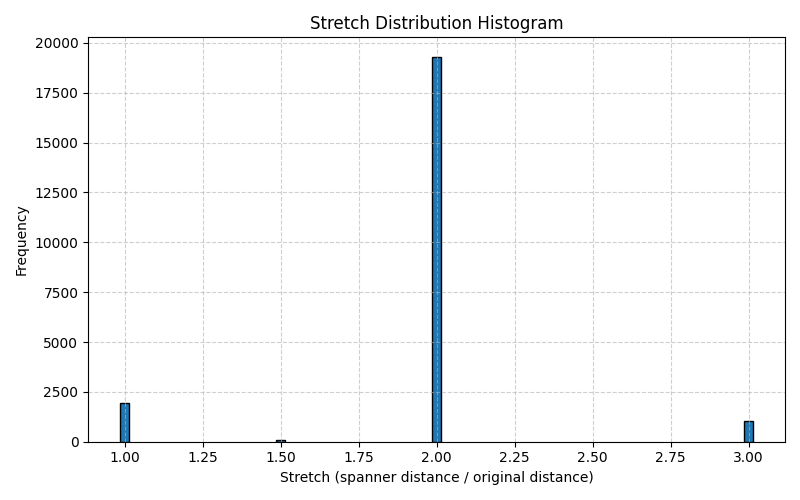 Stretch Distribution Histogram
20000
17500
15000
12500
10000
7500
5000
2500
0
Frequency
1.00 1.25 1.50 1.75 2.00 2.25 2.50 2.75 3.00
Stretch (spanner distance / original distance)